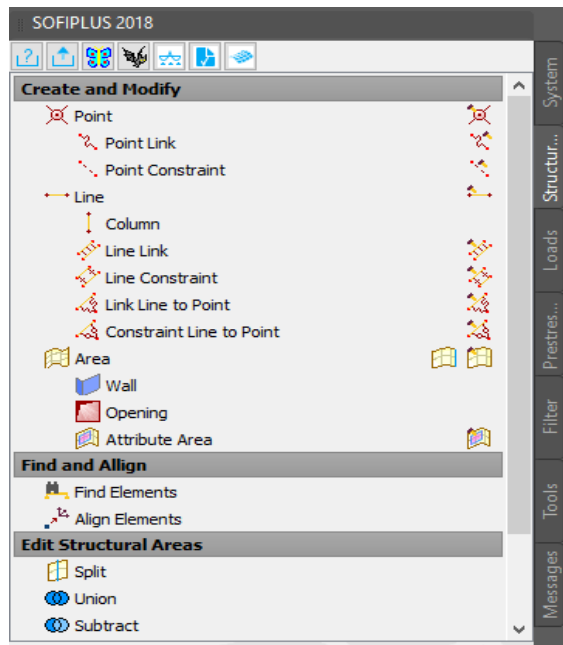 SOFIPLUS 2018
Create and Modify
Point
Point Link
Point Constraint
Line
Column
Line Link
Line Constraint
Link Line to Point
Constraint Line to Point
Area
Wall
Opening
Attribute Area
Find and Allign
Find Elements
Align Elements
Edit Structural Areas
Split
Union
Subtract
System
Structur...
Loads
Prestres...
Filter
Tools
Messages